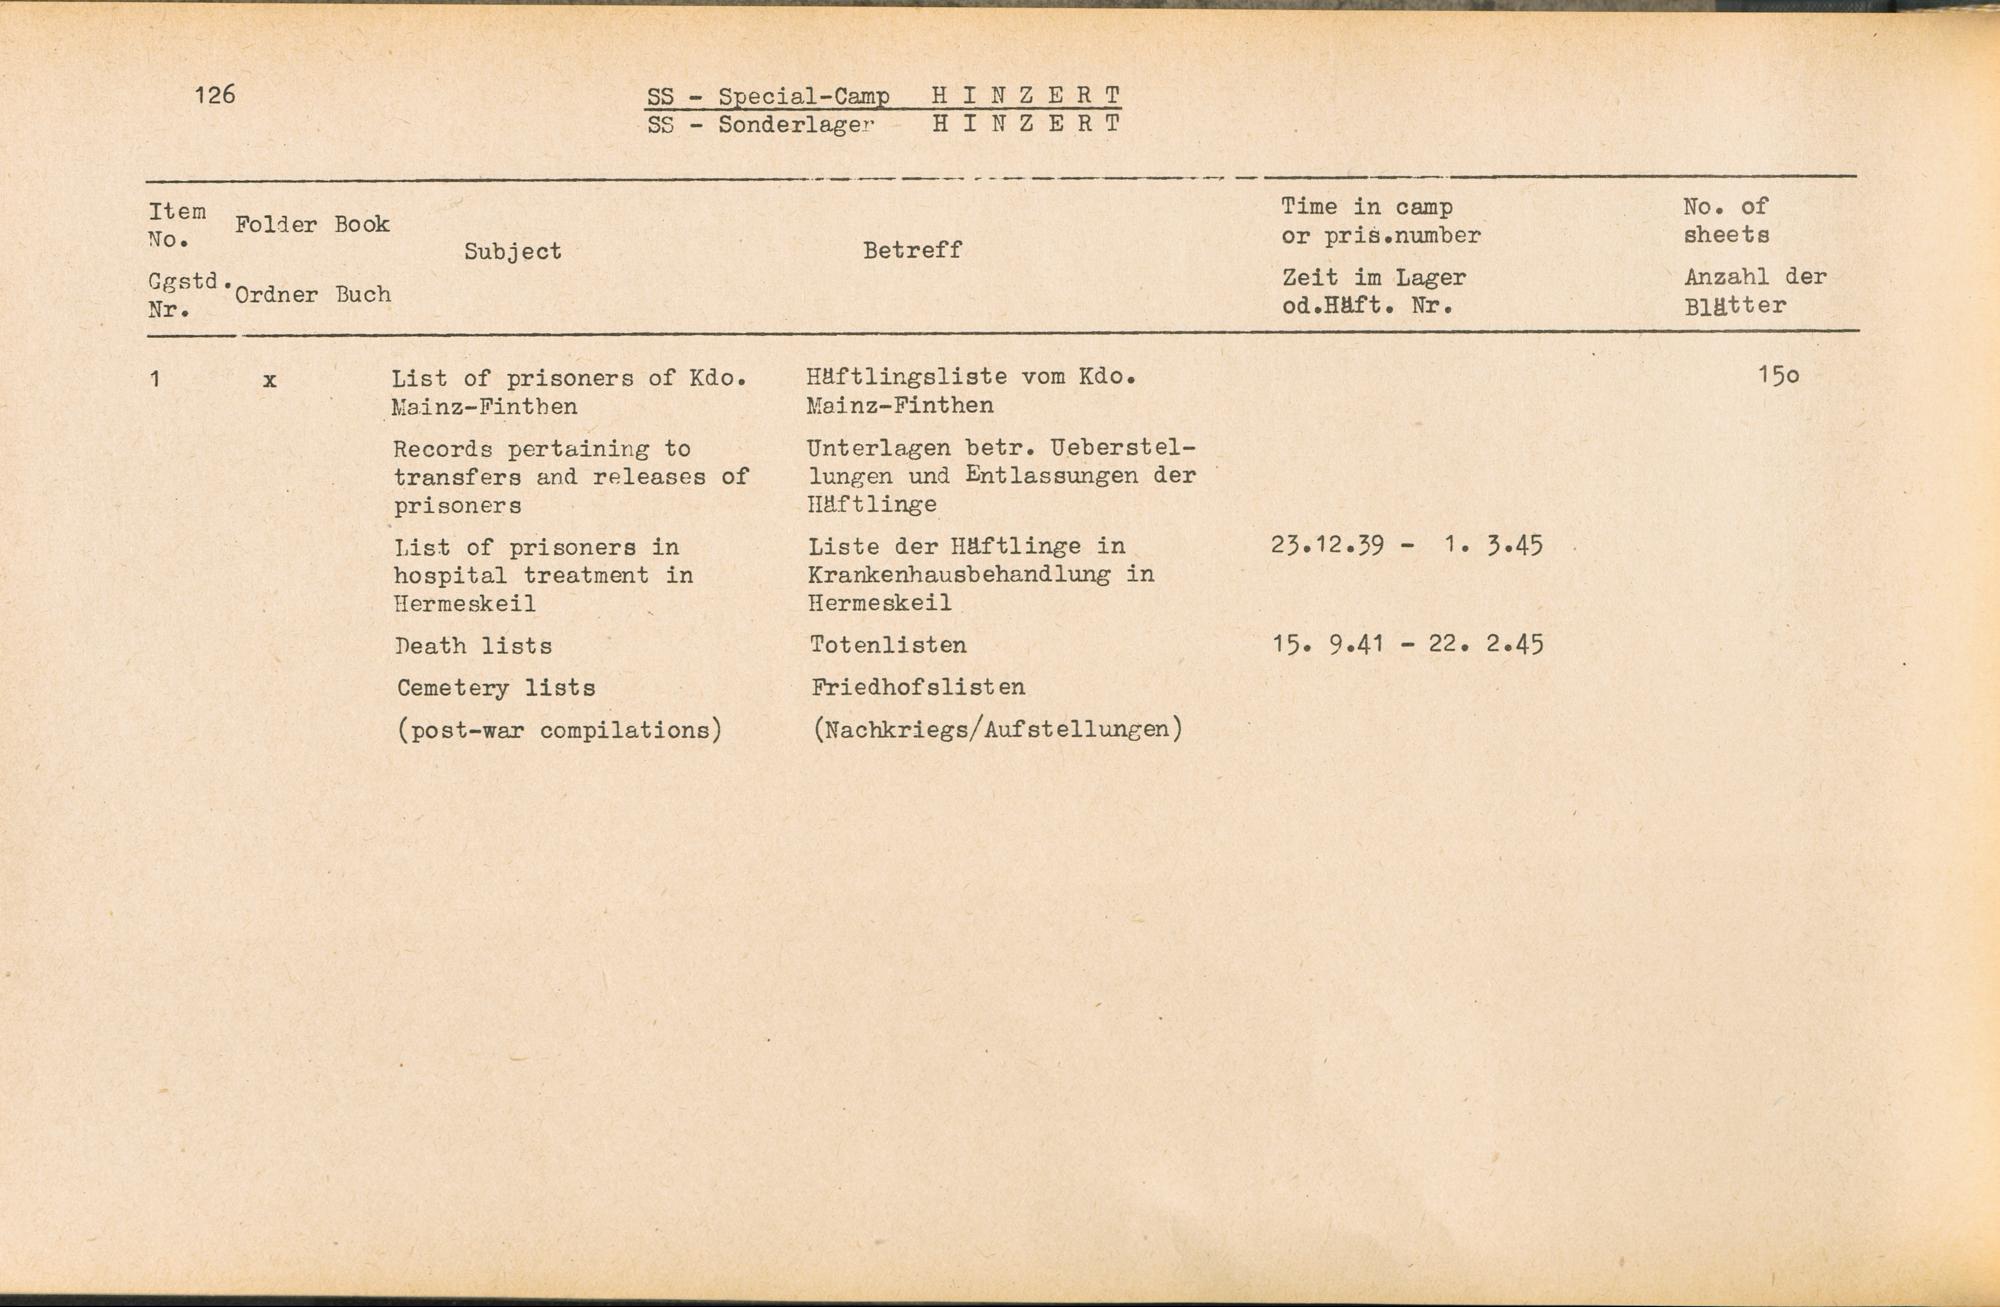 126
SS - Special-Camp H I N Z E R T
SS - Sonderlager H I N Z E R T
Item No. Folder Book Subject Betreff Time in camp or pris.number No. of sheets
Ggstd. Nr. Ordner Buch Zeit im Lager od.Häft. Nr. Anzahl der Blätter
1 x List of prisoners of Kdo. Häftlingsliste vom Kdo. 15o
Mainz-Finthen Mainz-Finthen
Records pertaining to Unterlagen betr. Ueberstel-
transfers and releases of lungen und Entlassungen der
prisoners Häftlinge
List of prisoners in Liste der Häftlinge in 23.12.39 - 1. 3.45
hospital treatment in Krankenhausbehandlung in
Hermeskeil Hermeskeil
Death lists Totenlisten 15. 9.41 - 22. 2.45
Cemetery lists Friedhofslisten
(post-war compilations) (Nachkriegs/Aufstellungen)